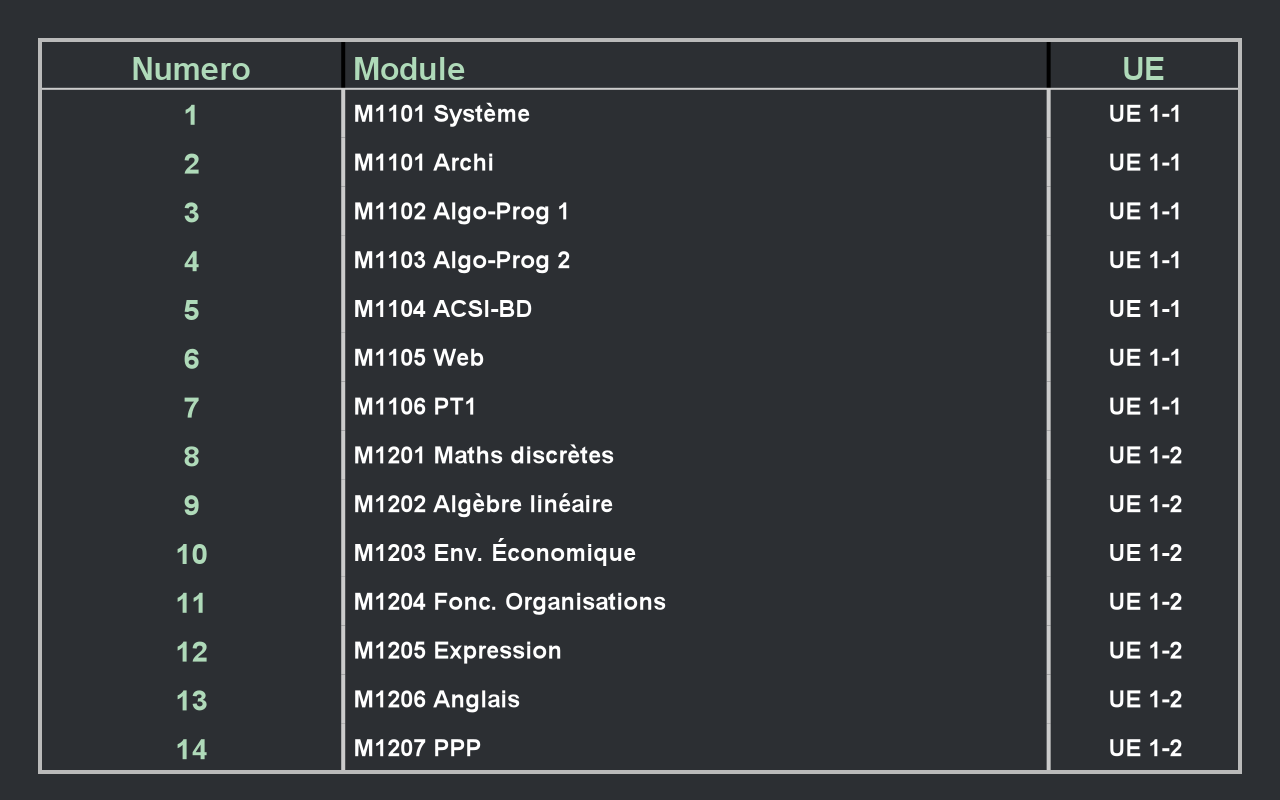 Numero Module UE
1 M1101 Système UE 1-1
2 M1101 Archi UE 1-1
3 M1102 Algo-Prog 1 UE 1-1
4 M1103 Algo-Prog 2 UE 1-1
5 M1104 ACSI-BD UE 1-1
6 M1105 Web UE 1-1
7 M1106 PT1 UE 1-1
8 M1201 Maths discrètes UE 1-2
9 M1202 Algèbre linéaire UE 1-2
10 M1203 Env. Économique UE 1-2
11 M1204 Fonc. Organisations UE 1-2
12 M1205 Expression UE 1-2
13 M1206 Anglais UE 1-2
14 M1207 PPP UE 1-2